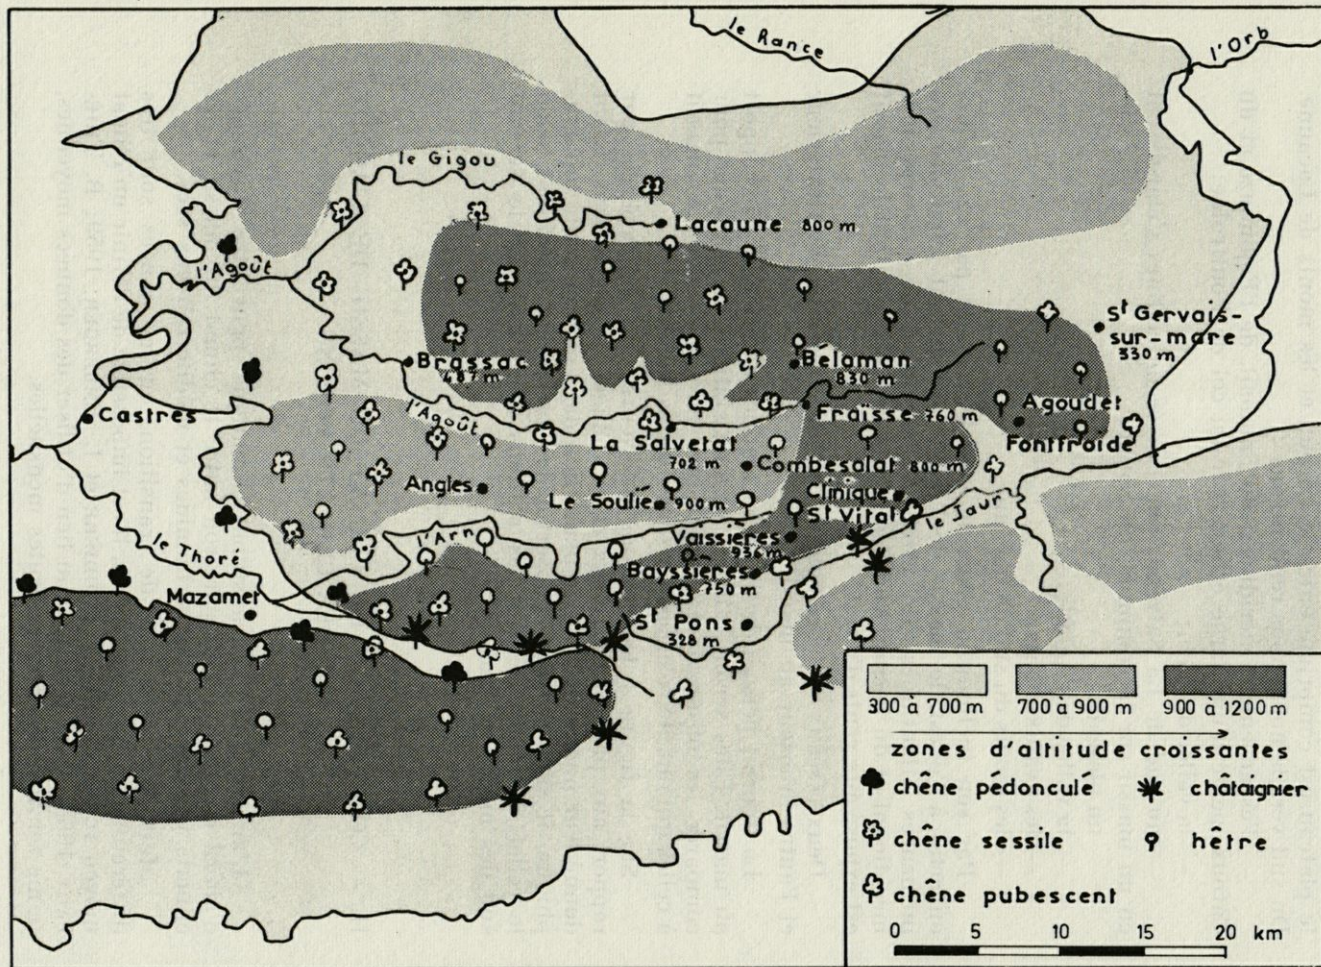 le Rance
l'Orb
le Gigou
Lacaune 800 m
l'Agoût
St Gervais-
sur-mare
330 m
Brassac
487 m
Bélaman
830 m
Castres
l'Agoût
Fraïsse 760 m
Agoudet
La Salvetat
702 m
Fontfroide
Combesalat 800 m
Angles
Le Soulié 900 m
Clinique
St Vital
le Jaur
l'Arn
Vaissières
936 m
le Thoré
Bayssières
750 m
Mazamet
St Pons
328 m
300 à 700 m
700 à 900 m
900 à 1200 m
zones d'altitude croissantes
chêne pédonculé
châtaignier
chêne sessile
hêtre
chêne pubescent
0 5 10 15 20 km